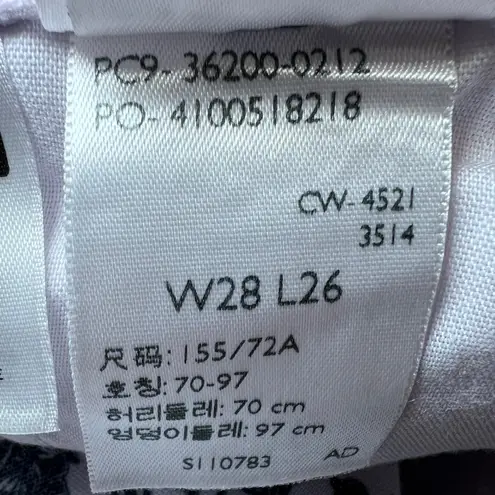 PC9- 36200-0212
PO- 4100518218
CW- 4521
3514
W28 L26
尺码: 155/72A
호칭: 70-97
허리둘레: 70 cm
엉덩이둘레: 97 cm
S110783 AD